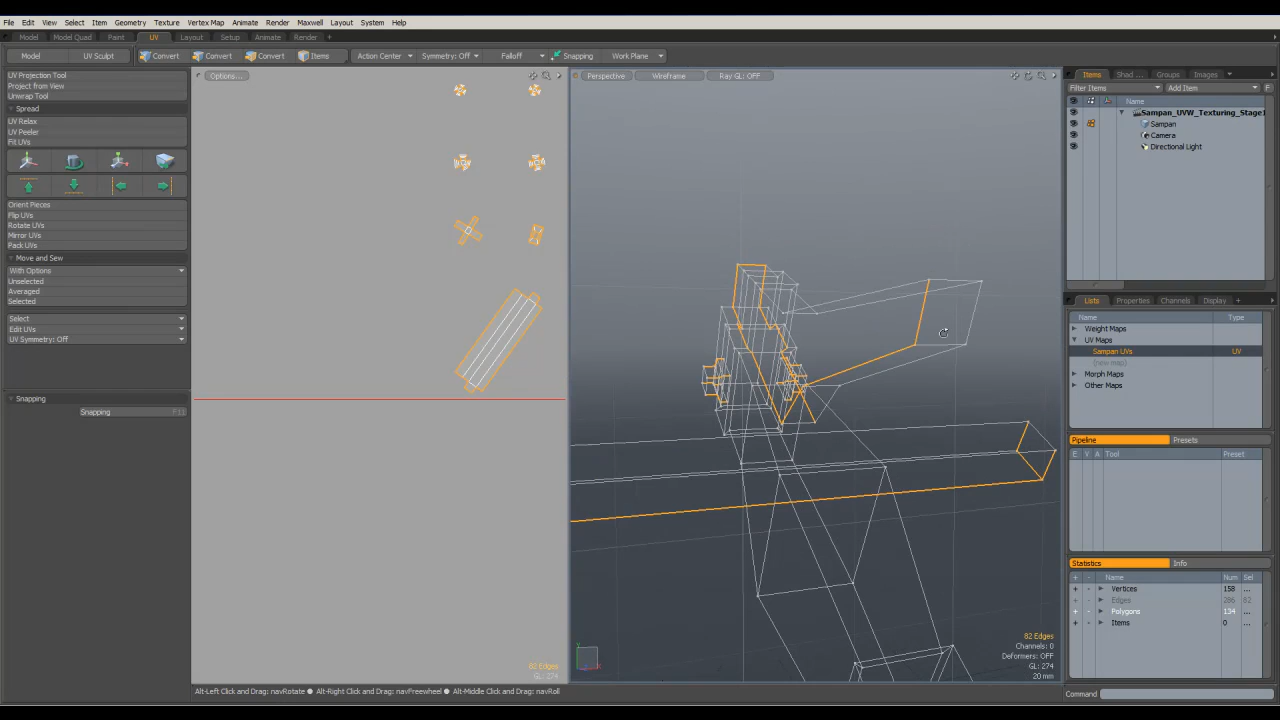 File Edit View Select Item Geometry Texture Vertex Map Animate Render Maxwell Layout System Help
Model Model Quad Paint UV Layout Setup Animate Render +
Model UV Sculpt Convert Convert Convert Items Action Center Symmetry: Off Falloff Snapping Work Plane
UV Projection Tool
Project from View
Unwrap Tool
Spread
UV Relax
UV Peeler
Fit UVs
Orient Pieces
Flip UVs
Rotate UVs
Mirror UVs
Pack UVs
Move and Sew
With Options
Unselected
Averaged
Selected
Select
Edit UVs
UV Symmetry: Off
Snapping
Snapping
Options...
82 Edges
GL: 274
Perspective Wireframe Ray GL: OFF
82 Edges
Channels: 0
Deformers: OFF
GL: 274
20 mm
Alt-Left Click and Drag: navRotate ● Alt-Right Click and Drag: navFreewheel ● Alt-Middle Click and Drag: navRoll
Items Shad ... Groups Images +
Filter Items Add Item F
Name
Sampan_UVW_Texturing_Stage1
Sampan
Camera
Directional Light
Lists Properties Channels Display +
Name Type
Weight Maps
UV Maps
Sampan UVs UV
(new map)
Morph Maps
Other Maps
Pipeline Presets
E V A Tool Preset
Statistics Info
+ - Name Num Sel
+ - Vertices 158 ...
+ - Edges 286 82
+ - Polygons 134 ...
+ Items 0 ...
Command